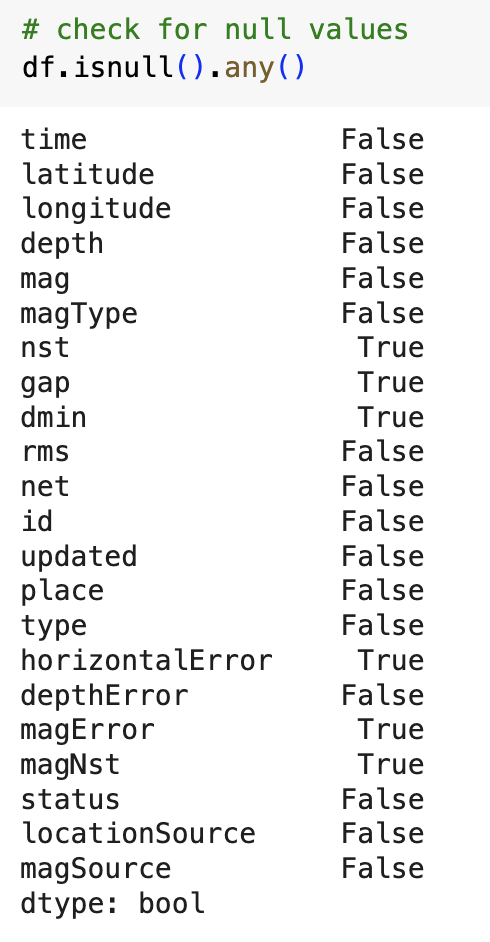 # check for null values
df.isnull().any()
time False
latitude False
longitude False
depth False
mag False
magType False
nst True
gap True
dmin True
rms False
net False
id False
updated False
place False
type False
horizontalError True
depthError False
magError True
magNst True
status False
locationSource False
magSource False
dtype: bool